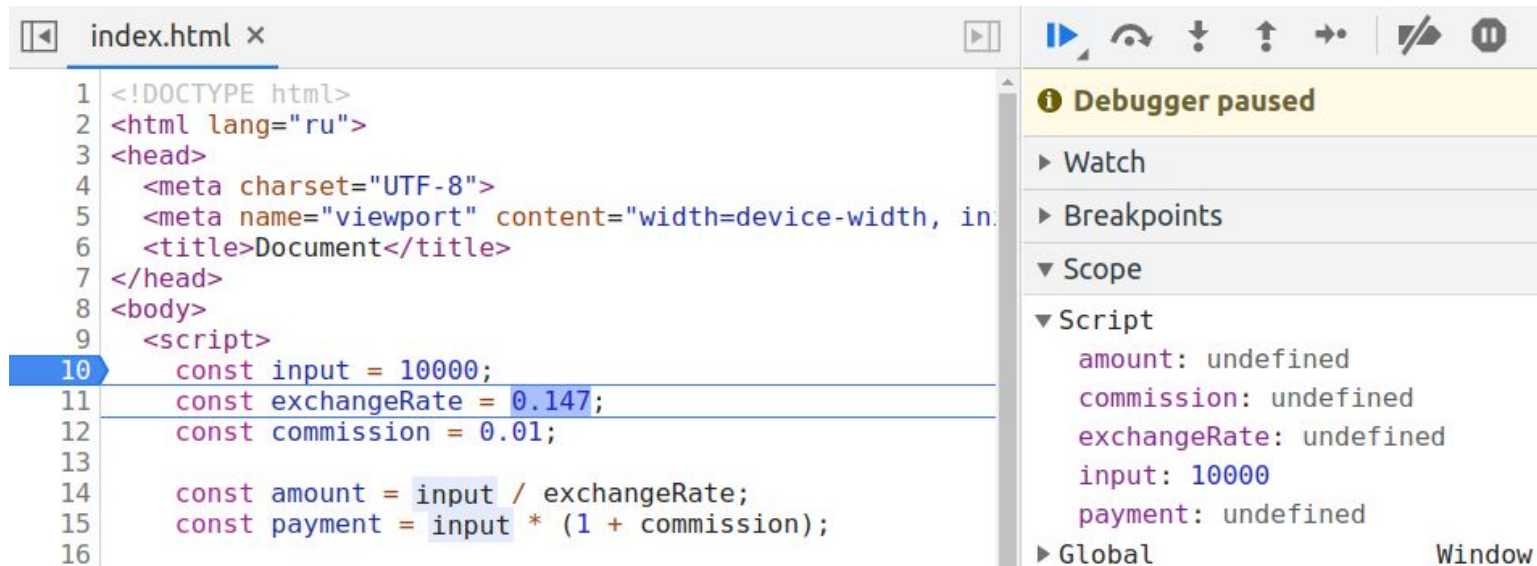 index.html ×
1 <!DOCTYPE html>
2 <html lang="ru">
3 <head>
4 <meta charset="UTF-8">
5 <meta name="viewport" content="width=device-width, in
6 <title>Document</title>
7 </head>
8 <body>
9 <script>
10 const input = 10000;
11 const exchangeRate = 0.147;
12 const commission = 0.01;
13
14 const amount = input / exchangeRate;
15 const payment = input * (1 + commission);
16
Debugger paused
Watch
Breakpoints
Scope
Script
amount: undefined
commission: undefined
exchangeRate: undefined
input: 10000
payment: undefined
Global Window